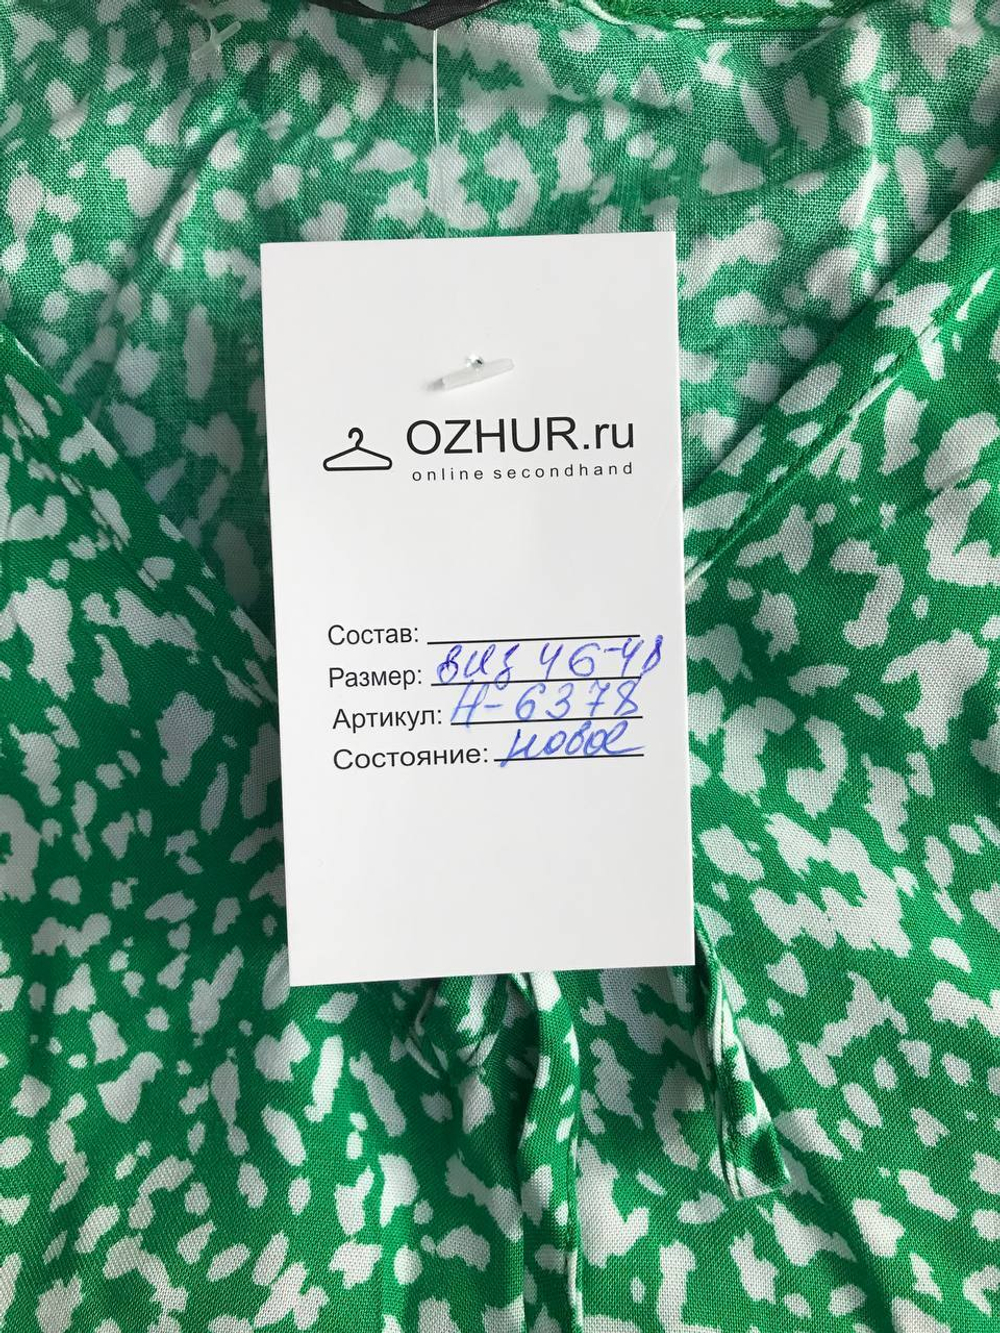 OZHUR.ru
online secondhand
Состав:
Размер: виз 46-48
Артикул: Н-6378
Состояние: новое